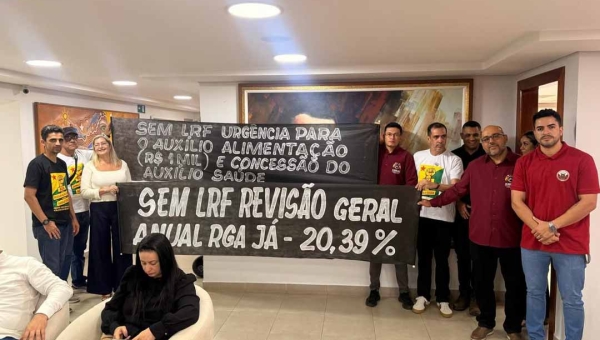 SEM LRF URGÊNCIA PARA
O AUXÍLIO ALIMENTAÇÃO
(R$ 1 MIL) E CONCESSÃO DO
AUXÍLIO SAÚDE
SEM LRF REVISÃO GERAL
ANUAL RGA JÁ - 20,39%